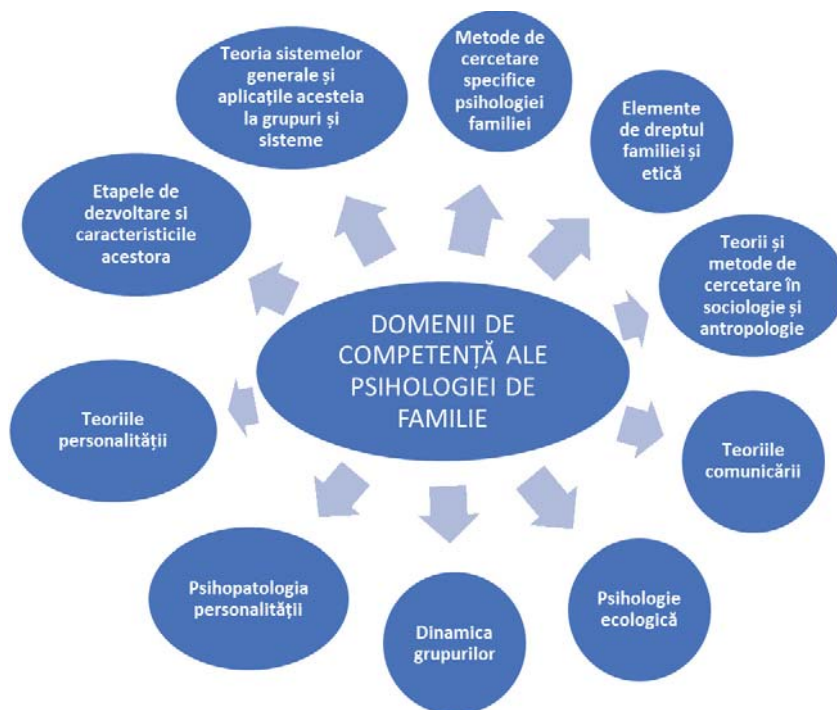 Teoria sistemelor
generale și
aplicațile acesteia
la grupuri și
sisteme
Metode de
cercetare
specifice
psihologiei
familiei
Elemente
de dreptul
familiei și
etică
Etapele de
dezvoltare si
caracteristicile
acestora
Teorii și
metode de
cercetare în
sociologie și
antropologie
DOMENII DE
COMPETENȚĂ ALE
PSIHOLOGIEI DE
FAMILIE
Teoriile
personalității
Teoriile
comunicării
Psihopatologia
personalității
Dinamica
grupurilor
Psihologie
ecologică